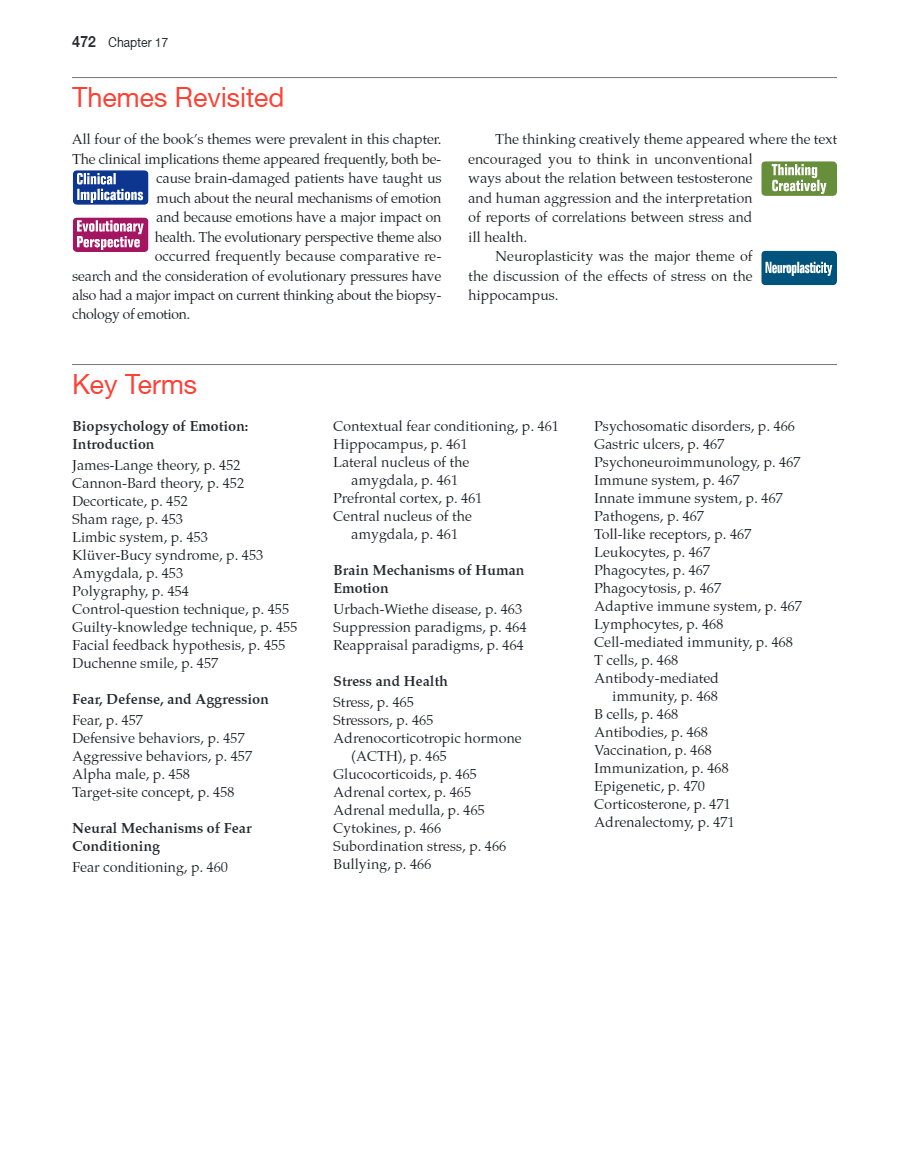 472 Chapter 17
Themes Revisited
All four of the book’s themes were prevalent in this chapter.
The clinical implications theme appeared frequently, both be-
Clinical
Implications
cause brain-damaged patients have taught us
much about the neural mechanisms of emotion
Evolutionary
Perspective
and because emotions have a major impact on
health. The evolutionary perspective theme also
occurred frequently because comparative re-
search and the consideration of evolutionary pressures have
also had a major impact on current thinking about the biopsy-
chology of emotion.
The thinking creatively theme appeared where the text
encouraged you to think in unconventional
Thinking
Creatively
ways about the relation between testosterone
and human aggression and the interpretation
of reports of correlations between stress and
ill health.
Neuroplasticity was the major theme of
Neuroplasticity
the discussion of the effects of stress on the
hippocampus.
Key Terms
Biopsychology of Emotion:
Introduction
James-Lange theory, p. 452
Cannon-Bard theory, p. 452
Decorticate, p. 452
Sham rage, p. 453
Limbic system, p. 453
Klüver-Bucy syndrome, p. 453
Amygdala, p. 453
Polygraphy, p. 454
Control-question technique, p. 455
Guilty-knowledge technique, p. 455
Facial feedback hypothesis, p. 455
Duchenne smile, p. 457
Fear, Defense, and Aggression
Fear, p. 457
Defensive behaviors, p. 457
Aggressive behaviors, p. 457
Alpha male, p. 458
Target-site concept, p. 458
Neural Mechanisms of Fear
Conditioning
Fear conditioning, p. 460
Contextual fear conditioning, p. 461
Hippocampus, p. 461
Lateral nucleus of the
amygdala, p. 461
Prefrontal cortex, p. 461
Central nucleus of the
amygdala, p. 461
Brain Mechanisms of Human
Emotion
Urbach-Wiethe disease, p. 463
Suppression paradigms, p. 464
Reappraisal paradigms, p. 464
Stress and Health
Stress, p. 465
Stressors, p. 465
Adrenocorticotropic hormone
(ACTH), p. 465
Glucocorticoids, p. 465
Adrenal cortex, p. 465
Adrenal medulla, p. 465
Cytokines, p. 466
Subordination stress, p. 466
Bullying, p. 466
Psychosomatic disorders, p. 466
Gastric ulcers, p. 467
Psychoneuroimmunology, p. 467
Immune system, p. 467
Innate immune system, p. 467
Pathogens, p. 467
Toll-like receptors, p. 467
Leukocytes, p. 467
Phagocytes, p. 467
Phagocytosis, p. 467
Adaptive immune system, p. 467
Lymphocytes, p. 468
Cell-mediated immunity, p. 468
T cells, p. 468
Antibody-mediated
immunity, p. 468
B cells, p. 468
Antibodies, p. 468
Vaccination, p. 468
Immunization, p. 468
Epigenetic, p. 470
Corticosterone, p. 471
Adrenalectomy, p. 471